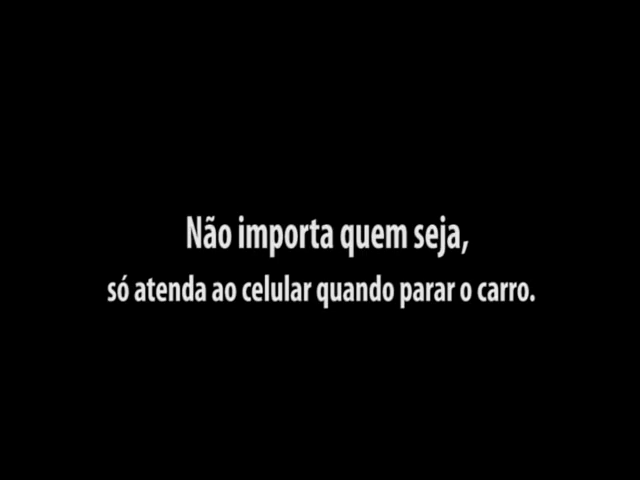 Não importa quem seja,
só atenda ao celular quando parar o carro.